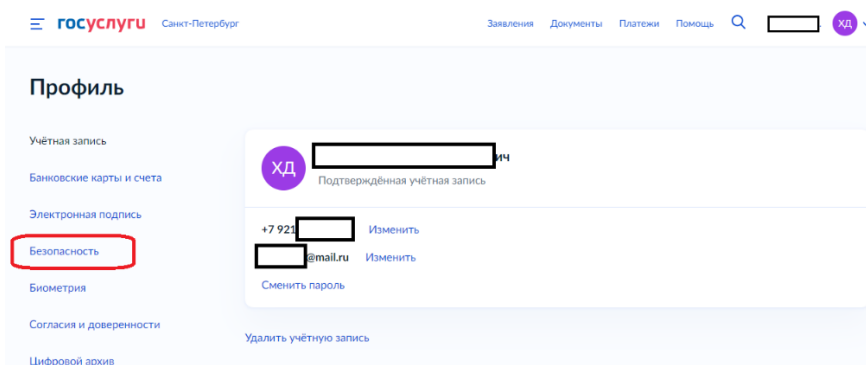 госуслуги Санкт-Петербург Заявления Документы Платежи Помощь ХД
Профиль
Учётная запись
Банковские карты и счета
Электронная подпись
Безопасность
Биометрия
Согласия и доверенности
Цифровой архив
ХД
ич
Подтверждённая учётная запись
+7 921 Изменить
@mail.ru Изменить
Сменить пароль
Удалить учётную запись